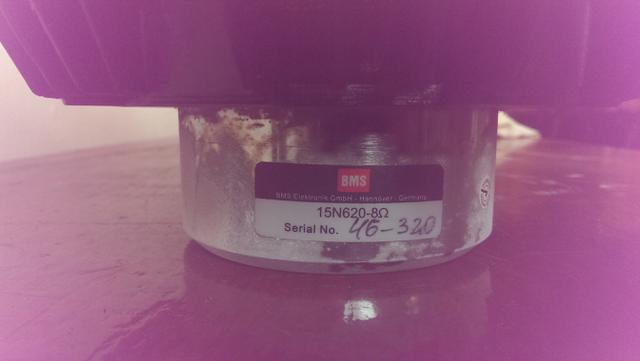 BMS
BMS Elektronik GmbH - Hannover - Germany
15N620-8Ω
Serial No. 46-320